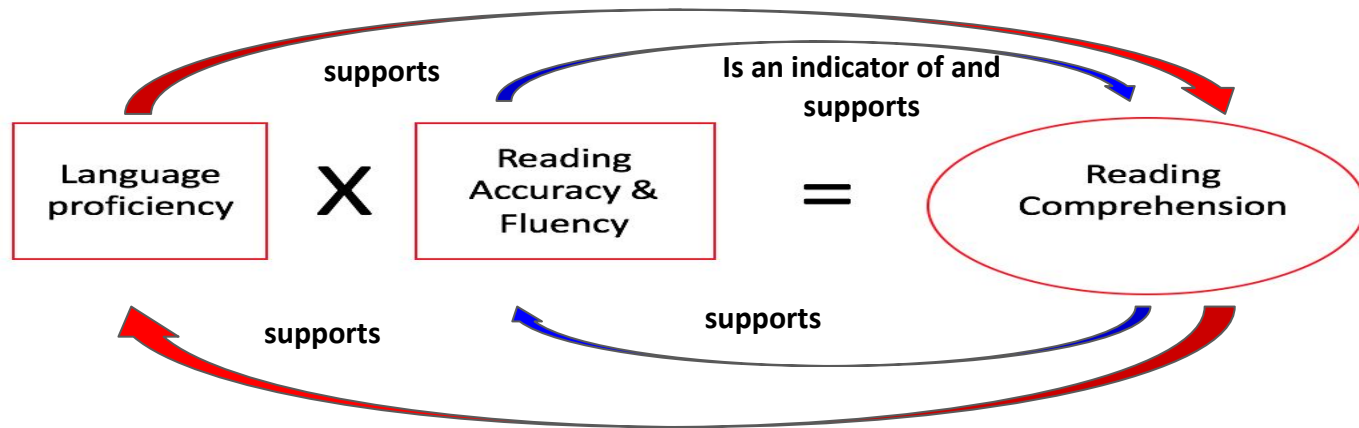 supports
Is an indicator of and
supports
Language
proficiency
X
Reading
Accuracy &
Fluency
=
Reading
Comprehension
supports
supports